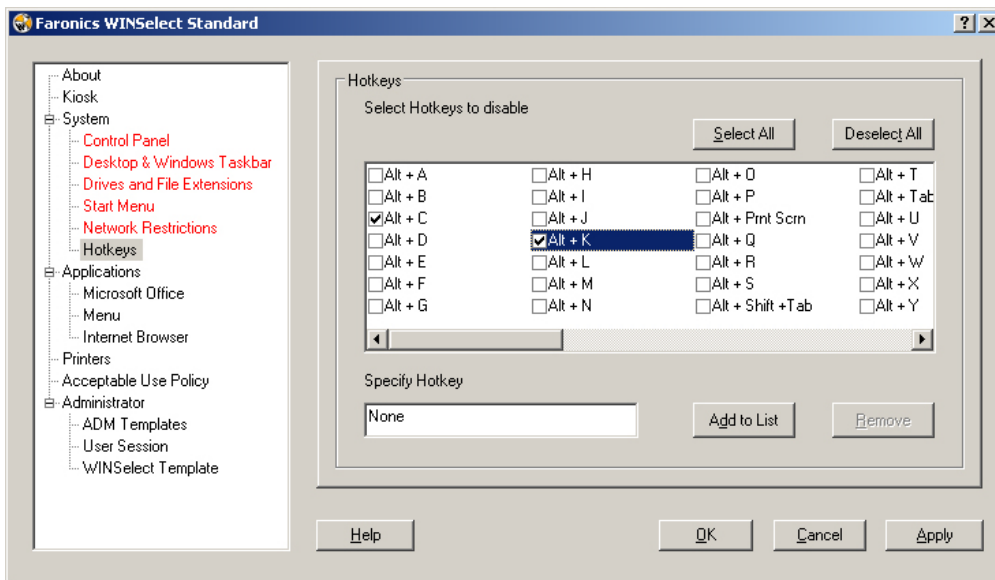 Faronics WINSelect Standard
About
Kiosk
System
Control Panel
Desktop & Windows Taskbar
Drives and File Extensions
Start Menu
Network Restrictions
Hotkeys
Applications
Microsoft Office
Menu
Internet Browser
Printers
Acceptable Use Policy
Administrator
ADM Templates
User Session
WINSelect Template
Hotkeys
Select Hotkeys to disable
Select All Deselect All
Alt + A Alt + H Alt + O Alt + T
Alt + B Alt + I Alt + P Alt + Tab
Alt + C Alt + J Alt + Prnt Scrn Alt + U
Alt + D Alt + K Alt + Q Alt + V
Alt + E Alt + L Alt + R Alt + W
Alt + F Alt + M Alt + S Alt + X
Alt + G Alt + N Alt + Shift +Tab Alt + Y
Specify Hotkey
None Add to List Remove
Help OK Cancel Apply